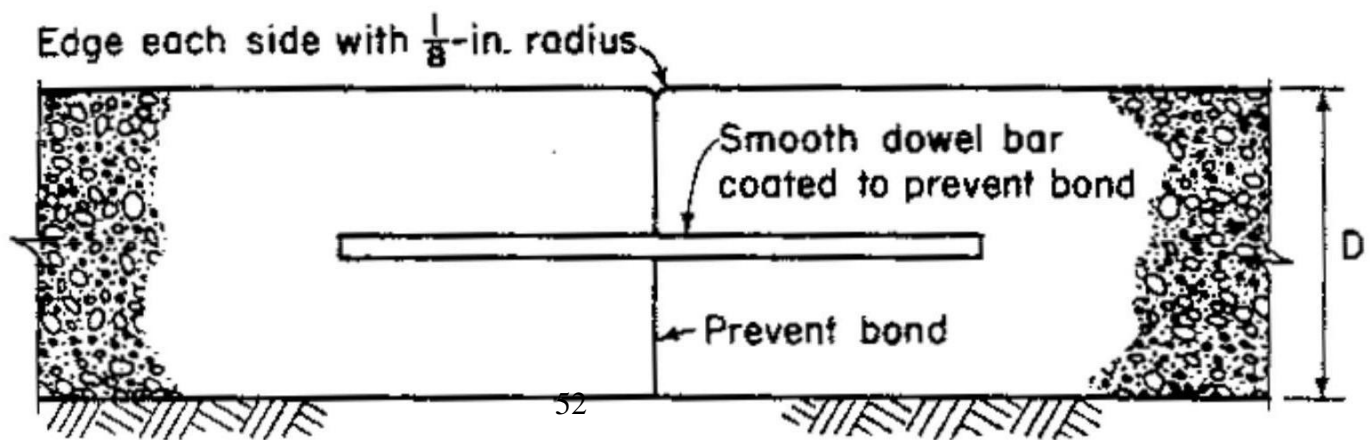 Edge each side with 1/8-in. radius
Smooth dowel bar
coated to prevent bond
D
Prevent bond
52